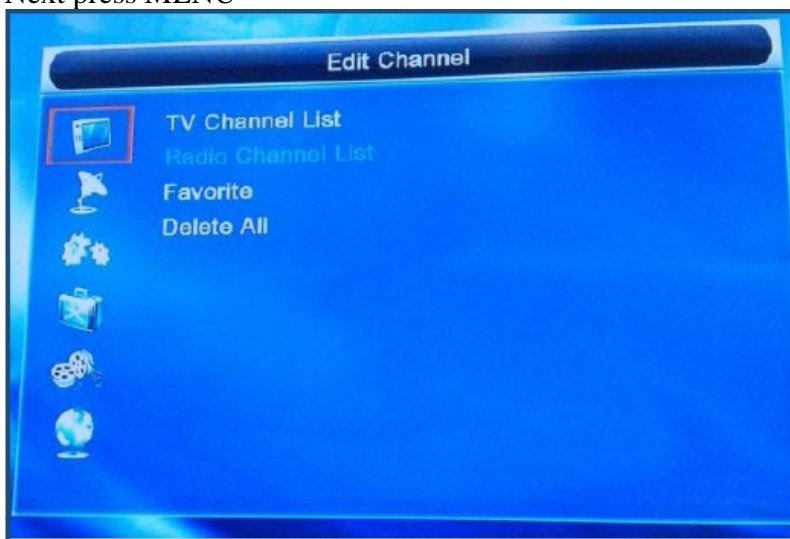 Next press MENU
Edit Channel
TV Channel List
Radio Channel List
Favorite
Delete All